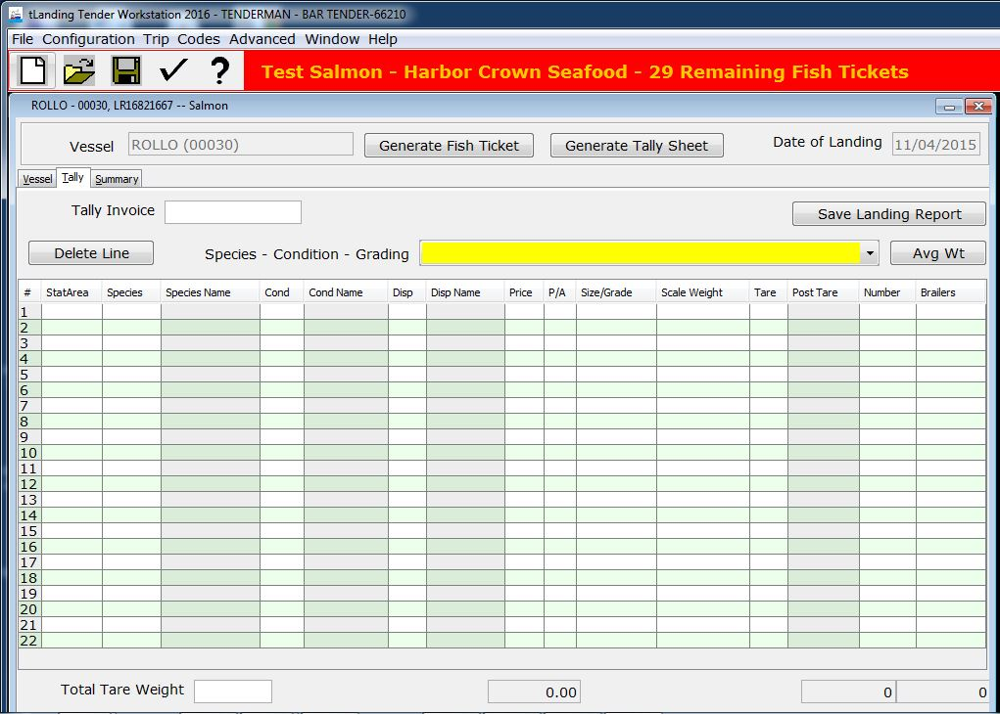 tLanding Tender Workstation 2016 - TENDERMAN - BAR TENDER-66210
File Configuration Trip Codes Advanced Window Help
? Test Salmon - Harbor Crown Seafood - 29 Remaining Fish Tickets
ROLLO - 00030, LR16821667 -- Salmon
Vessel ROLLO (00030) Generate Fish Ticket Generate Tally Sheet Date of Landing 11/04/2015
Vessel Tally Summary
Tally Invoice Save Landing Report
Delete Line Species - Condition - Grading Avg Wt
# StatArea Species Species Name Cond Cond Name Disp Disp Name Price P/A Size/Grade Scale Weight Tare Post Tare Number Brailers
1
2
3
4
5
6
7
8
9
10
11
12
13
14
15
16
17
18
19
20
21
22
Total Tare Weight 0.00 0 0